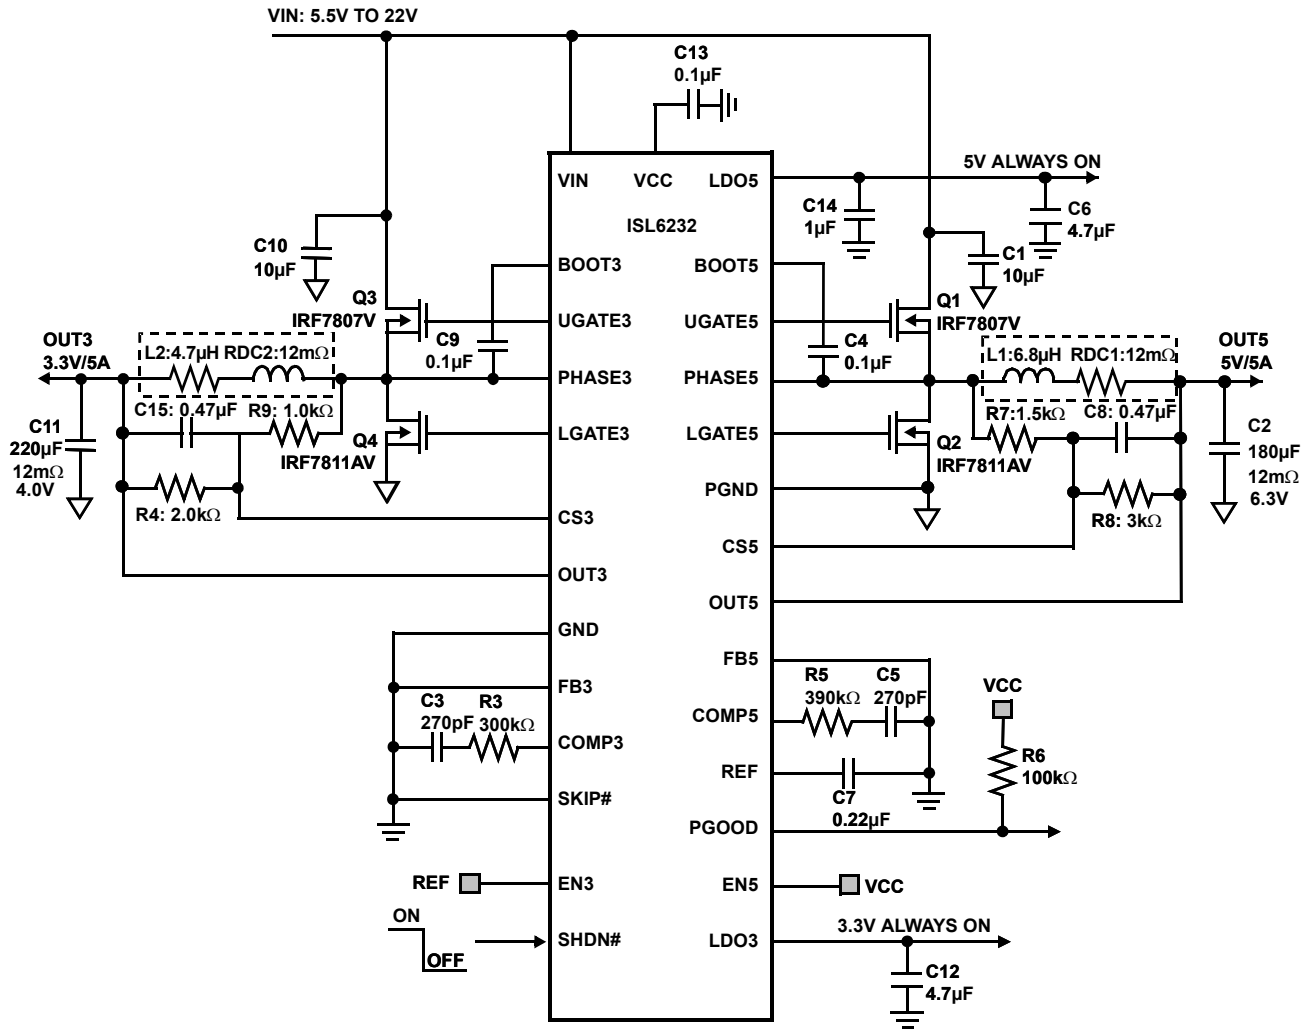 VIN: 5.5V TO 22V
C13
0.1µF
VIN
VCC
LDO5
5V ALWAYS ON
ISL6232
C14
1µF
C6
4.7µF
C10
10µF
BOOT3
BOOT5
C1
10µF
Q3
IRF7807V
UGATE3
UGATE5
Q1
IRF7807V
C9
0.1µF
C4
0.1µF
OUT3
3.3V/5A
L2:4.7µH RDC2:12mΩ
PHASE3
PHASE5
L1:6.8µH RDC1:12mΩ
OUT5
5V/5A
C15: 0.47µF R9: 1.0kΩ
R7:1.5kΩ C8: 0.47µF
C11
220µF
12mΩ
4.0V
Q4
IRF7811AV
LGATE3
LGATE5
Q2
IRF7811AV
C2
180µF
12mΩ
6.3V
R4: 2.0kΩ
PGND
R8: 3kΩ
CS3
CS5
OUT3
OUT5
GND
FB3
FB5
C3
270pF
R3
300kΩ
COMP3
COMP5
R5
390kΩ
C5
270pF
VCC
REF
C7
0.22µF
R6
100kΩ
SKIP#
PGOOD
REF
EN3
EN5
VCC
ON
OFF
SHDN#
LDO3
3.3V ALWAYS ON
C12
4.7µF